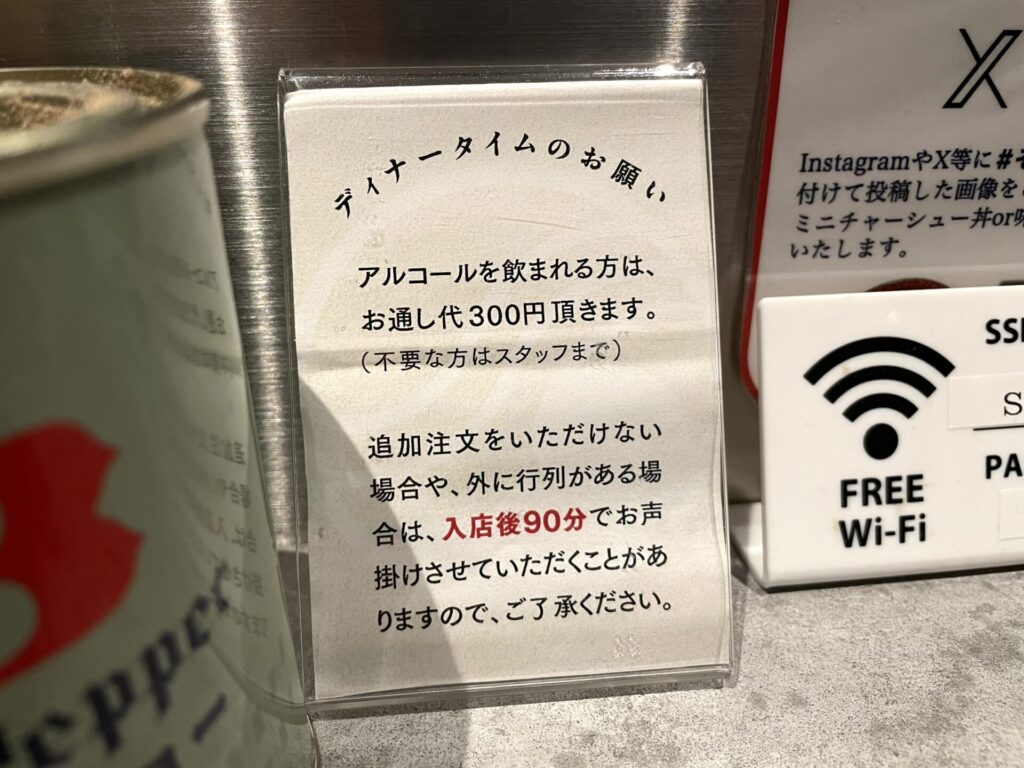 ディナータイムのお願い
アルコールを飲まれる方は、
お通し代300円頂きます。
(不要な方はスタッフまで)
追加注文をいただけない
場合や、外に行列がある場
合は、入店後90分でお声
掛けさせていただくことがあ
りますので、ご了承ください。
X
InstagramやX等に#そ
付けて投稿した画像を
ミニチャーシュー丼or味
いたします。
SSI
S
PA
FREE
Wi-Fi
epper